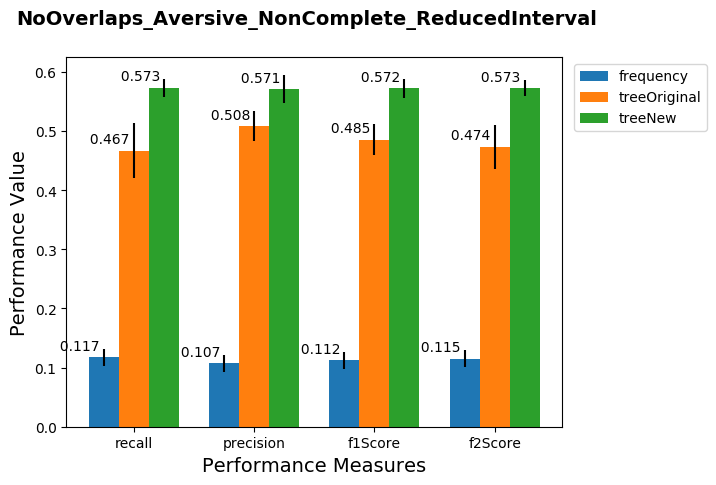 NoOverlaps_Aversive_NonComplete_ReducedInterval
Performance Value
0.6
0.5
0.4
0.3
0.2
0.1
0.0
0.117
0.467
0.573
0.107
0.508
0.571
0.112
0.485
0.572
0.115
0.474
0.573
recall
precision
f1Score
f2Score
Performance Measures
frequency
treeOriginal
treeNew